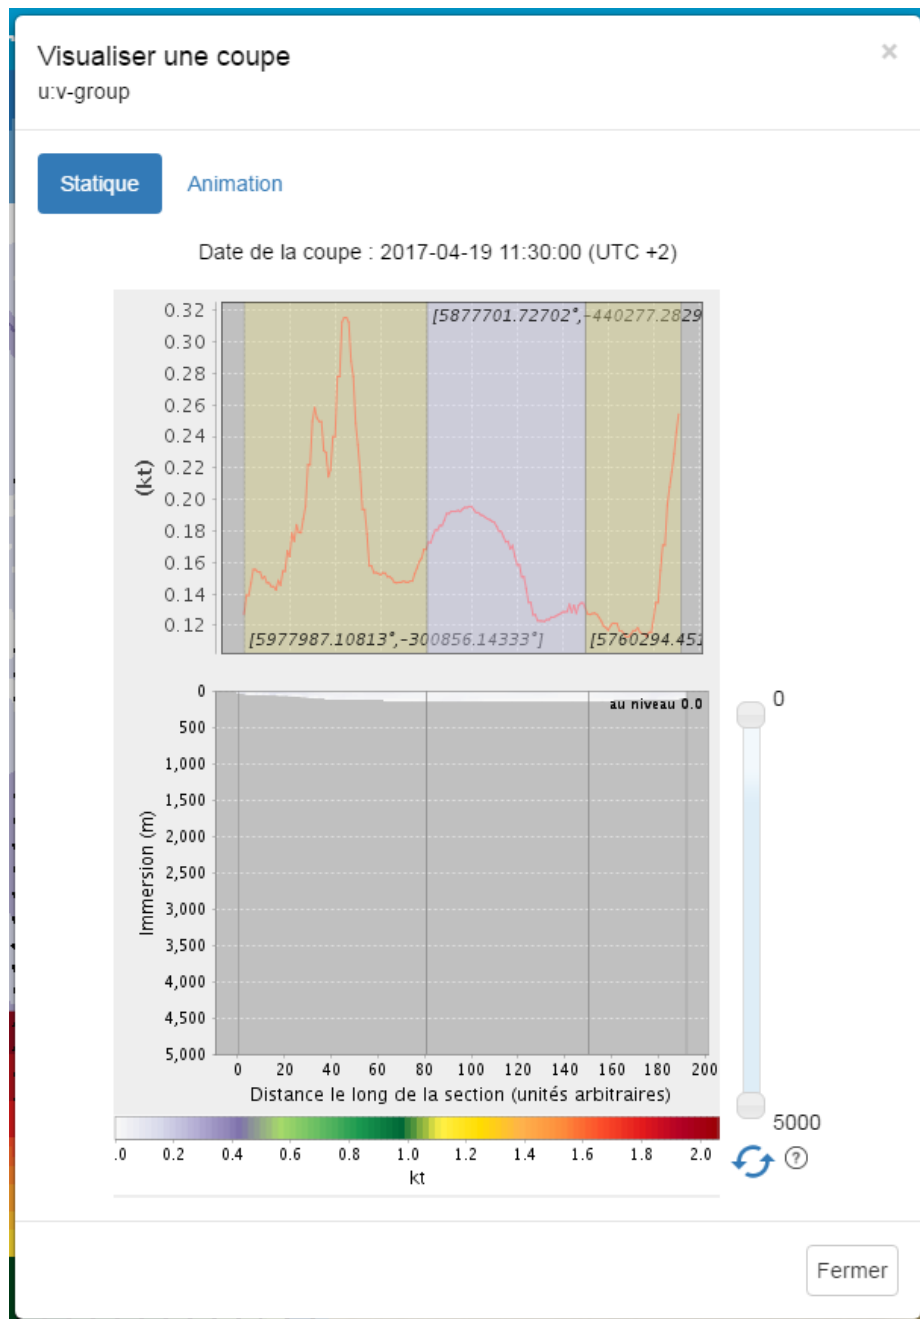 Visualiser une coupe
×
u:v-group
Statique
Animation
Date de la coupe : 2017-04-19 11:30:00 (UTC +2)
0.32
[5877701.72702°,-440277.2829
0.30
0.28
0.26
0.24
0.22
0.20
0.18
0.16
0.14
0.12
(kt)
[5977987.10813°,-300856.14333°]
[5760294.451
0
au niveau 0.0
0
500
1,000
1,500
2,000
2,500
3,000
3,500
4,000
4,500
5,000
Immersion (m)
0 20 40 60 80 100 120 140 160 180 200
Distance le long de la section (unités arbitraires)
5000
.0 0.2 0.4 0.6 0.8 1.0 1.2 1.4 1.6 1.8 2.0
kt
?
Fermer